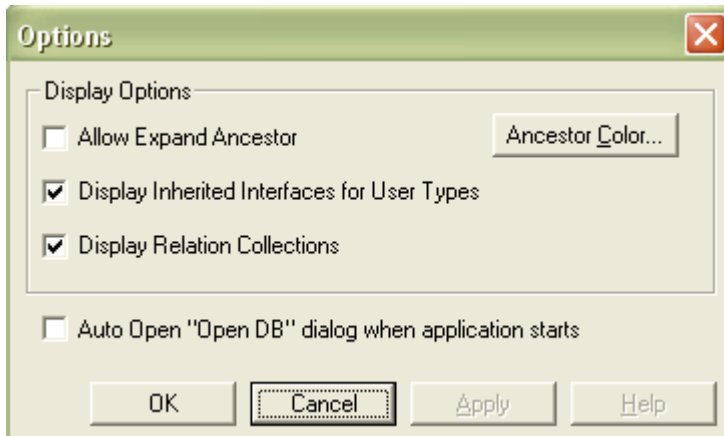 Options
Display Options
Allow Expand Ancestor
Ancestor Color...
Display Inherited Interfaces for User Types
Display Relation Collections
Auto Open "Open DB" dialog when application starts
OK Cancel Apply Help